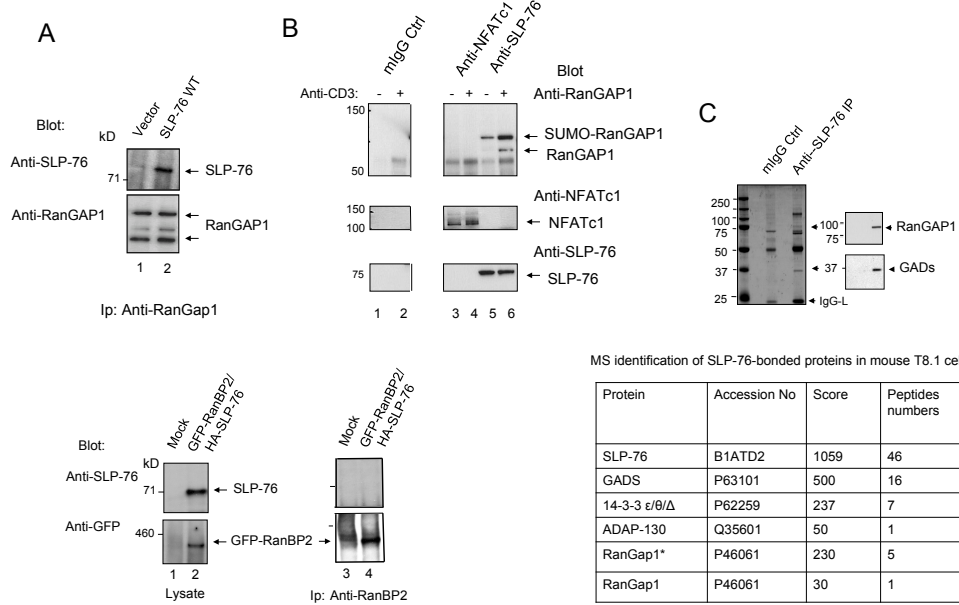 A
Blot:
kD
Vector
SLP-76 WT
Anti-SLP-76
71
SLP-76
Anti-RanGAP1
RanGAP1
1 2
Ip: Anti-RanGap1
B
mIgG Ctrl
Anti-NFATc1
Anti-SLP-76
Blot
Anti-CD3: - + - + - + Anti-RanGAP1
150
SUMO-RanGAP1
RanGAP1
50
Anti-NFATc1
150
100
NFATc1
Anti-SLP-76
75
SLP-76
1 2 3 4 5 6
C
mIgG Ctrl
Anti--SLP-76 IP
250
150
100
75
50
37
25
100
75
RanGAP1
37
GADs
IgG-L
Blot:
kD
Mock
GFP-RanBP2/
HA-SLP-76
Mock
GFP-RanBP2/
HA-SLP-76
Anti-SLP-76
71
SLP-76
Anti-GFP
460
GFP-RanBP2
1 2
3 4
Lysate
Ip: Anti-RanBP2
MS identification of SLP-76-bonded proteins in mouse T8.1 ce
Protein Accession No Score Peptides
numbers
SLP-76 B1ATD2 1059 46
GADS P63101 500 16
14-3-3 ε/θ/Δ P62259 237 7
ADAP-130 Q35601 50 1
RanGap1* P46061 230 5
RanGap1 P46061 30 1